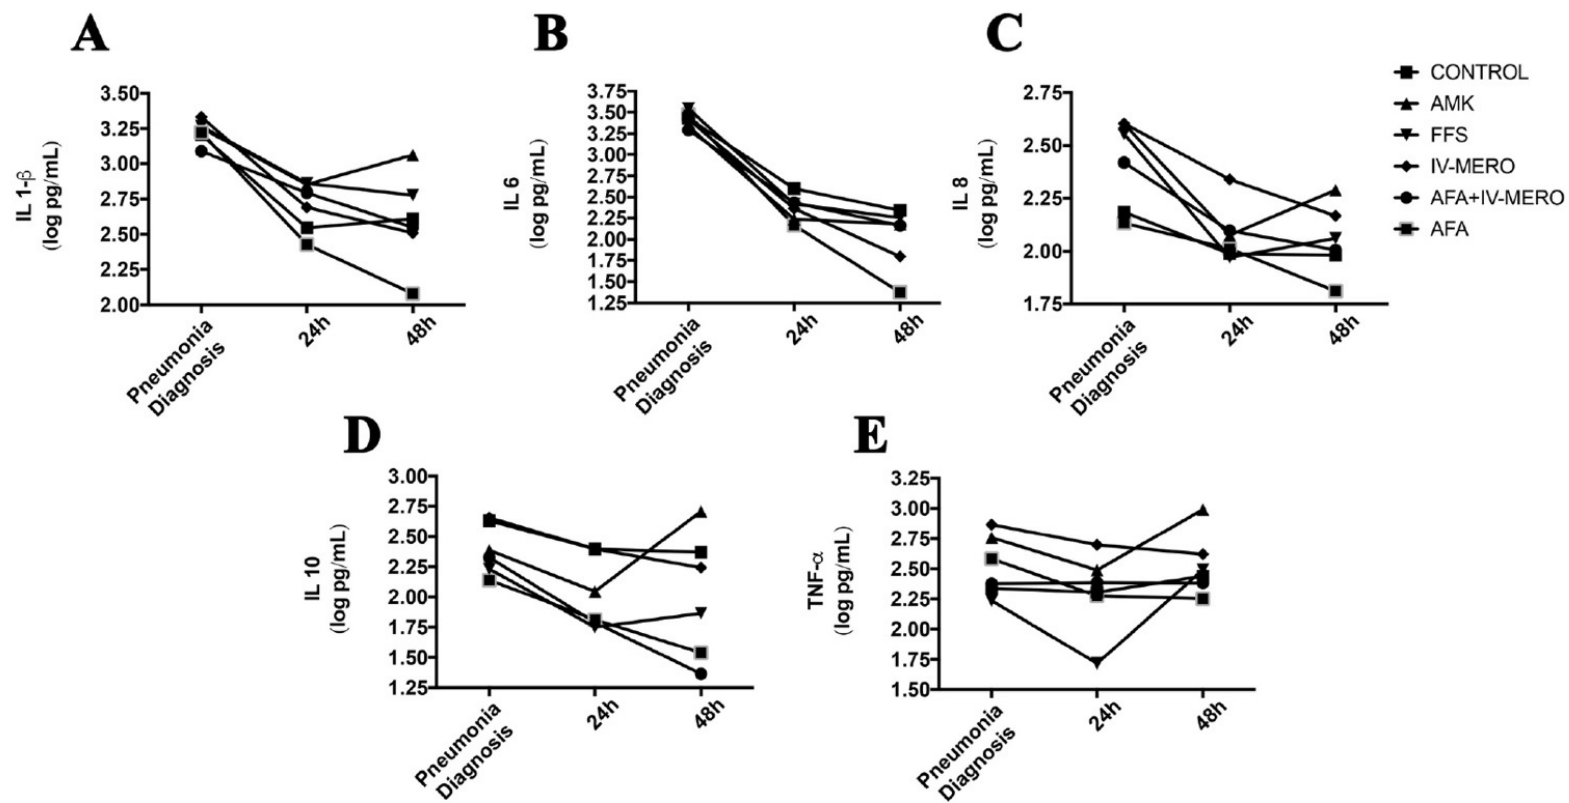 A
IL 1-β
(log pg/mL)
3.50
3.25
3.00
2.75
2.50
2.25
2.00
Pneumonia
Diagnosis
24h
48h
B
IL 6
(log pg/mL)
3.75
3.50
3.25
3.00
2.75
2.50
2.25
2.00
1.75
1.50
1.25
Pneumonia
Diagnosis
24h
48h
C
IL 8
(log pg/mL)
2.75
2.50
2.25
2.00
1.75
Pneumonia
Diagnosis
24h
48h
CONTROL
AMK
FFS
IV-MERO
AFA+IV-MERO
AFA
D
IL 10
(log pg/mL)
3.00
2.75
2.50
2.25
2.00
1.75
1.50
1.25
Pneumonia
Diagnosis
24h
48h
E
TNF-α
(log pg/mL)
3.25
3.00
2.75
2.50
2.25
2.00
1.75
1.50
Pneumonia
Diagnosis
24h
48h